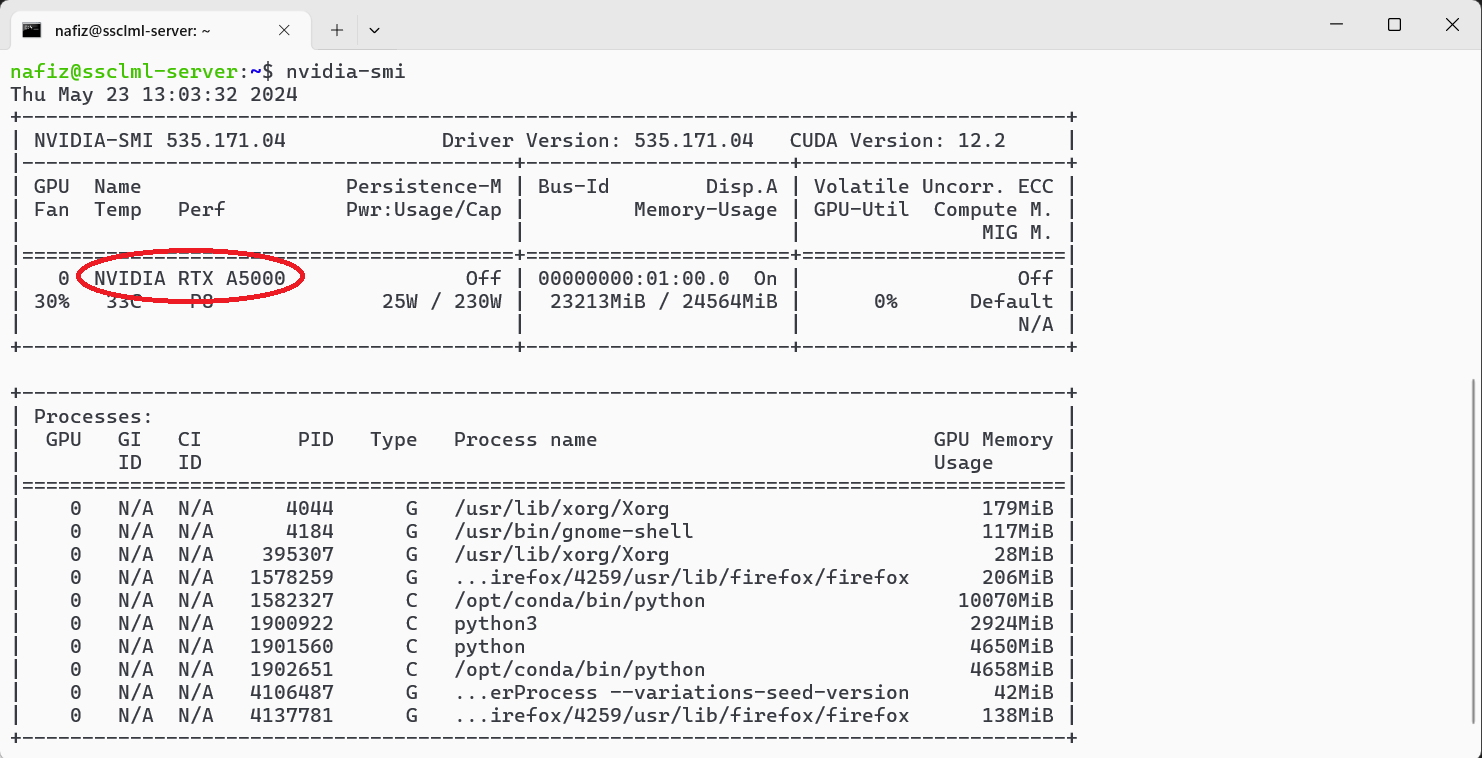 nafiz@ssclml-server: ~
nafiz@ssclml-server:~$ nvidia-smi
Thu May 23 13:03:32 2024
+---------------------------------------------------------------------------------------+
| NVIDIA-SMI 535.171.04             Driver Version: 535.171.04   CUDA Version: 12.2     |
|-----------------------------------------+----------------------+----------------------+
| GPU  Name                 Persistence-M | Bus-Id        Disp.A | Volatile Uncorr. ECC |
| Fan  Temp   Perf          Pwr:Usage/Cap |         Memory-Usage | GPU-Util  Compute M. |
|                                         |                      |               MIG M. |
|=========================================+======================+======================|
|   0  NVIDIA RTX A5000               Off | 00000000:01:00.0  On |                  Off |
| 30%   33C    P8              25W / 230W |  23213MiB / 24564MiB |      0%      Default |
|                                         |                      |                  N/A |
+-----------------------------------------+----------------------+----------------------+
+---------------------------------------------------------------------------------------+
| Processes:                                                                            |
|  GPU   GI   CI        PID   Type   Process name                            GPU Memory |
|        ID   ID                                                             Usage      |
|=======================================================================================|
|    0   N/A  N/A      4044      G   /usr/lib/xorg/Xorg                          179MiB |
|    0   N/A  N/A      4184      G   /usr/bin/gnome-shell                        117MiB |
|    0   N/A  N/A    395307      G   /usr/lib/xorg/Xorg                           28MiB |
|    0   N/A  N/A   1578259      G   ...irefox/4259/usr/lib/firefox/firefox      206MiB |
|    0   N/A  N/A   1582327      C   /opt/conda/bin/python                     10070MiB |
|    0   N/A  N/A   1900922      C   python3                                    2924MiB |
|    0   N/A  N/A   1901560      C   python                                     4650MiB |
|    0   N/A  N/A   1902651      C   /opt/conda/bin/python                      4658MiB |
|    0   N/A  N/A   4106487      G   ...erProcess --variations-seed-version       42MiB |
|    0   N/A  N/A   4137781      G   ...irefox/4259/usr/lib/firefox/firefox      138MiB |
+---------------------------------------------------------------------------------------+